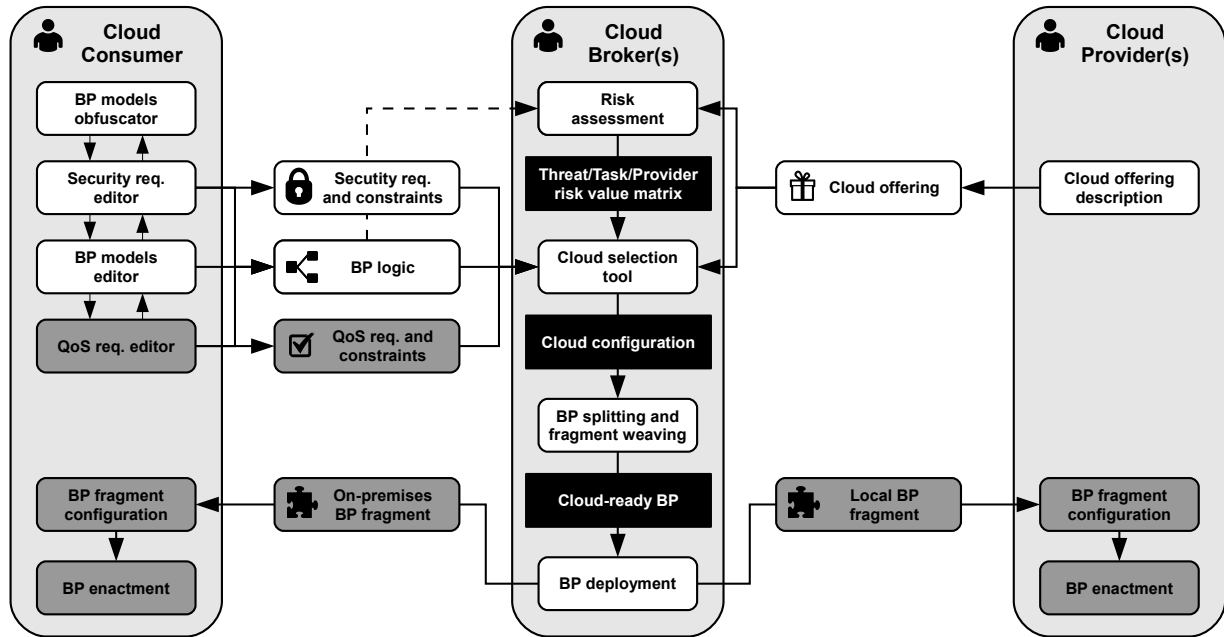 Cloud
Consumer
BP models
obfuscator
Security req.
editor
BP models
editor
QoS req. editor
BP fragment
configuration
BP enactment
Secutity req.
and constraints
BP logic
QoS req. and
constraints
On-premises
BP fragment
Cloud
Broker(s)
Risk
assessment
Threat/Task/Provider
risk value matrix
Cloud selection
tool
Cloud configuration
BP splitting and
fragment weaving
Cloud-ready BP
BP deployment
Cloud offering
Local BP
fragment
Cloud
Provider(s)
Cloud offering
description
BP fragment
configuration
BP enactment